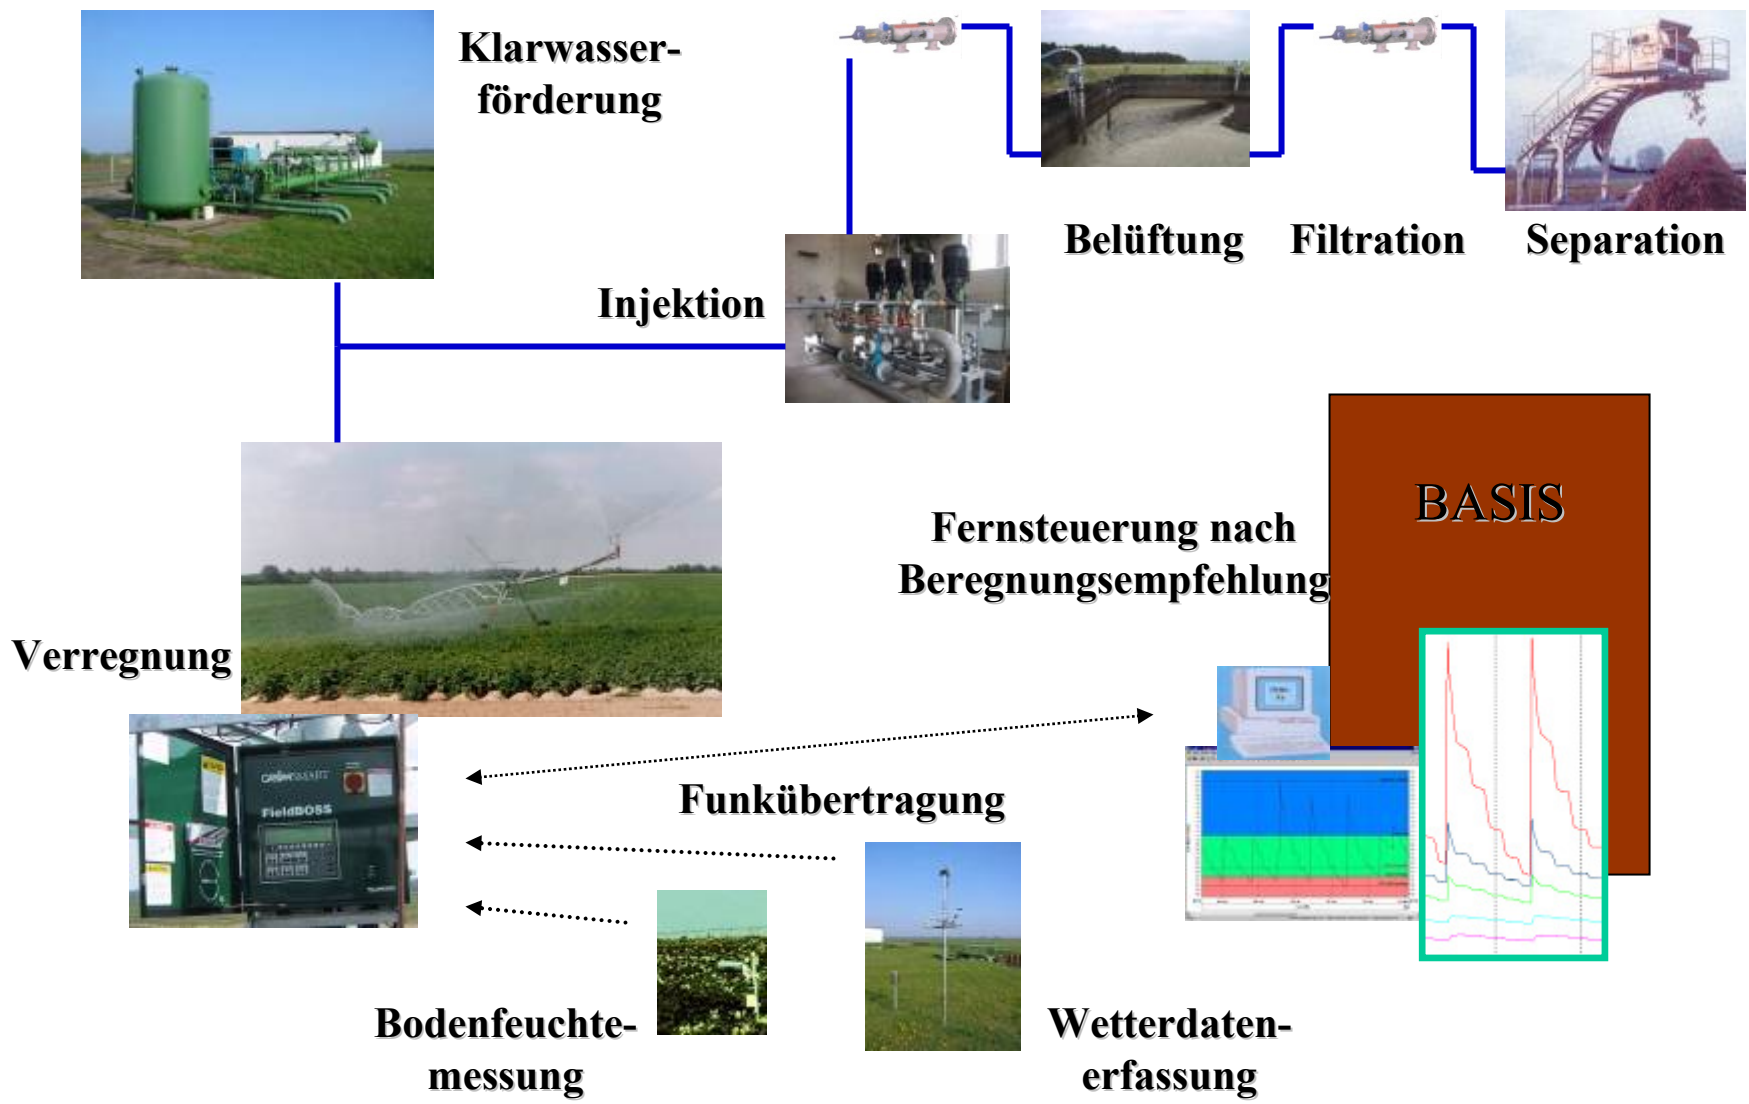 Klarwasser-
förderung
Belüftung
Filtration
Separation
Injektion
BASIS
Fernsteuerung nach
Beregnungsempfehlung
Verregnung
FieldBOSS
Funkübertragung
Bodenfeuchte-
messung
Wetterdaten-
erfassung